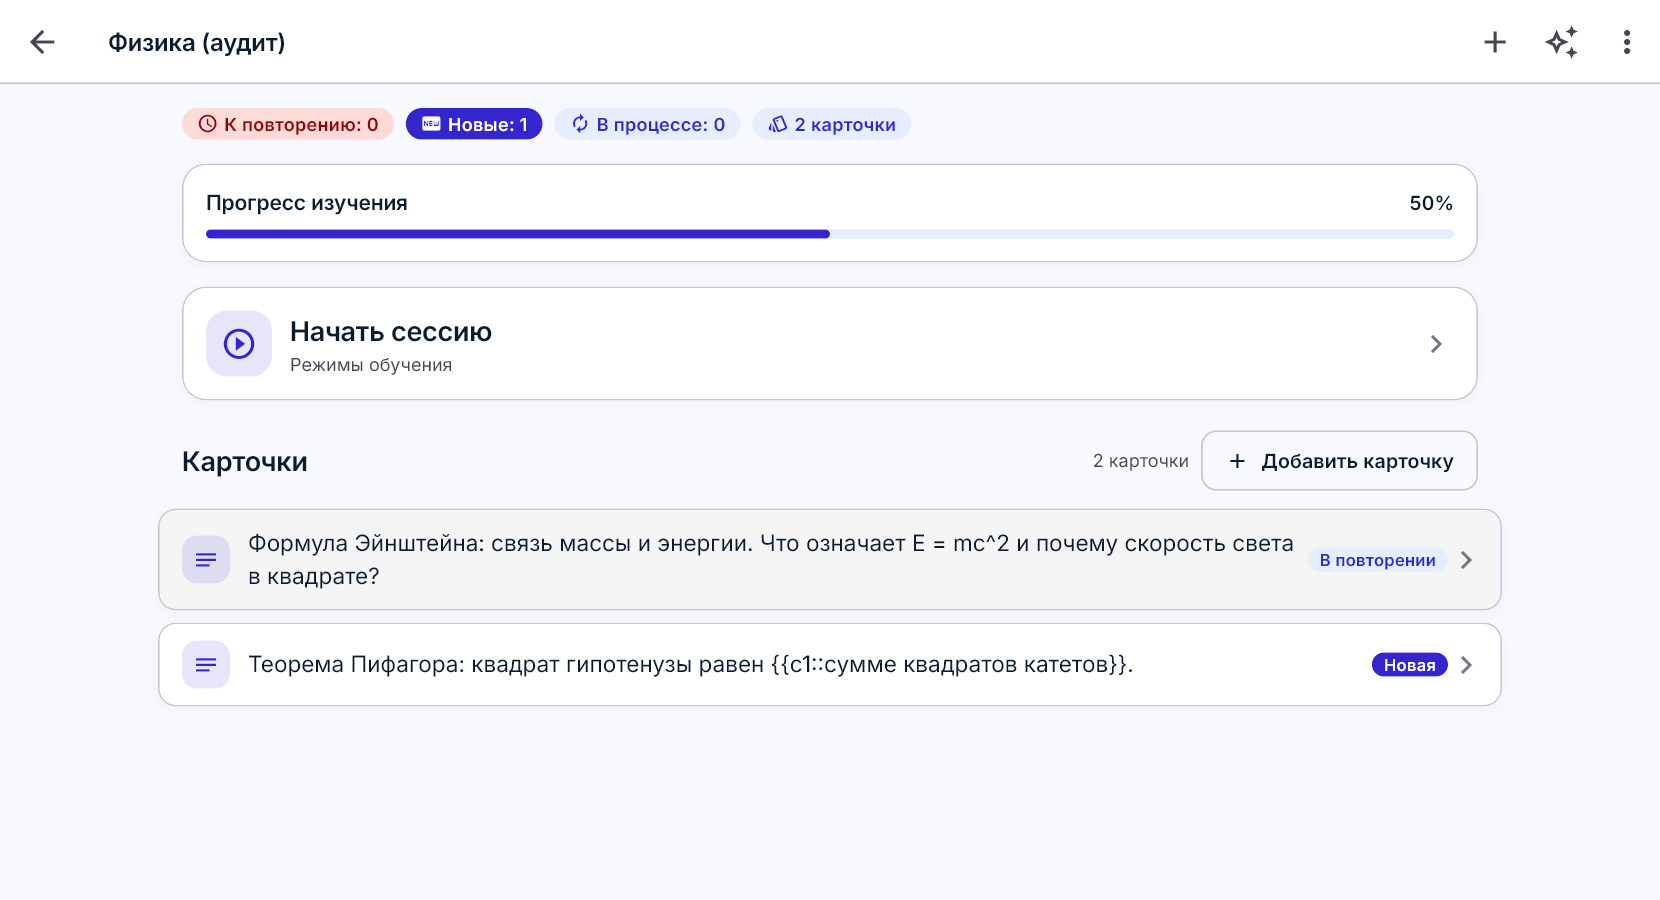 Физика (аудит)
К повторению: 0
NEW Новые: 1
В процессе: 0
2 карточки
Прогресс изучения
50%
Начать сессию
Режимы обучения
Карточки
2 карточки
Добавить карточку
Формула Эйнштейна: связь массы и энергии. Что означает E = mc^2 и почему скорость света
в квадрате?
В повторении
Теорема Пифагора: квадрат гипотенузы равен {{c1::сумме квадратов катетов}}.
Новая